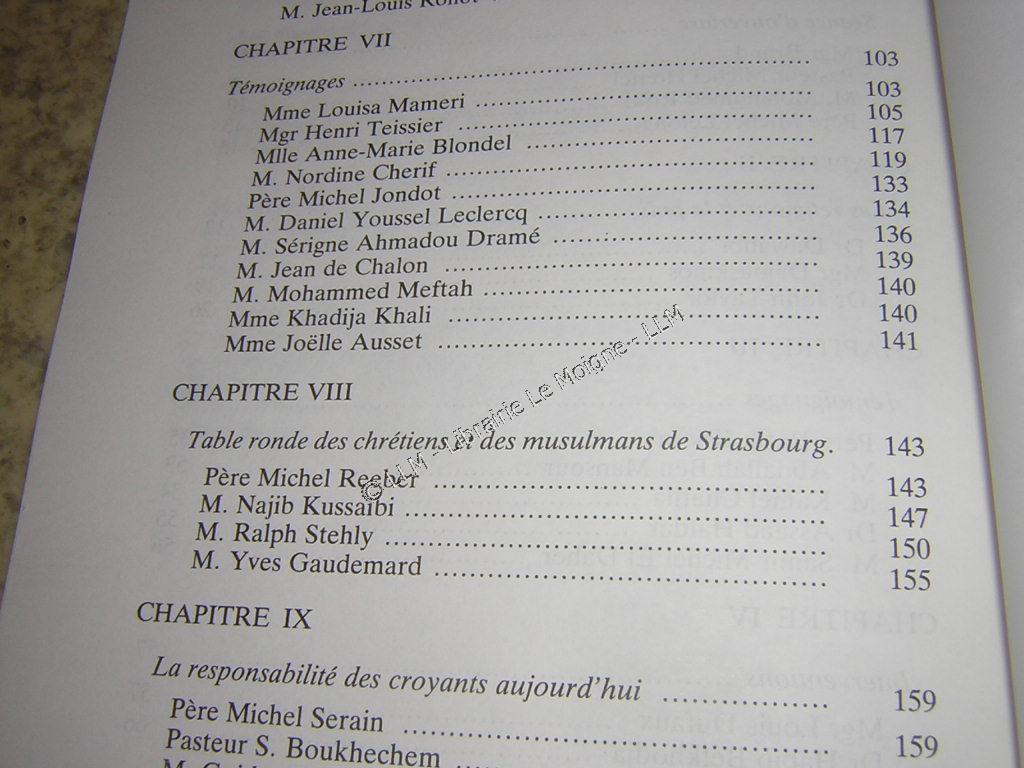 M. Jean-Louis
CHAPITRE VII
Témoignages .......... 103
Mme Louisa Mameri .......... 103
Mgr Henri Teissier .......... 105
Mlle Anne-Marie Blondel .......... 117
M. Nordine Cherif .......... 119
Père Michel Jondot .......... 133
M. Daniel Youssel Leclercq .......... 134
M. Sérigne Ahmadou Dramé .......... 136
M. Jean de Chalon .......... 139
M. Mohammed Meftah .......... 140
Mme Khadija Khali .......... 140
Mme Joëlle Ausset .......... 141
CHAPITRE VIII
Table ronde des chrétiens et des musulmans de Strasbourg. 143
Père Michel Reeber .......... 143
M. Najib Kussaibi .......... 147
M. Ralph Stehly .......... 150
M. Yves Gaudemard .......... 155
© LLM - Librairie Le Moigne - LLM
CHAPITRE IX
La responsabilité des croyants aujourd'hui .......... 159
Père Michel Serain .......... 159
Pasteur S. Boukhechem ..........